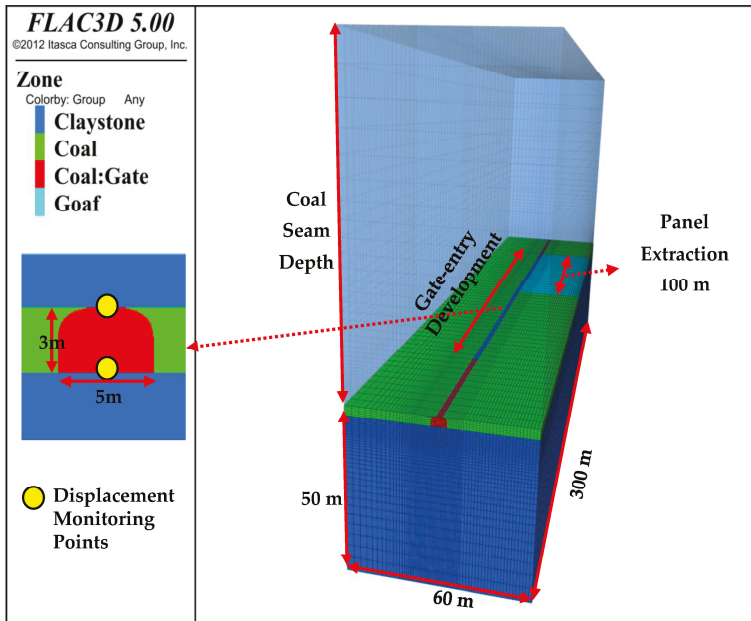 FLAC3D 5.00
©2012 Itasca Consulting Group, Inc.
Zone
Colorby: Group Any
Claystone
Coal
Coal:Gate
Goaf
3m
5m
Displacement
Monitoring
Points
Coal
Seam
Depth
Gate-entry
Development
Panel
Extraction
100 m
50 m
300 m
60 m